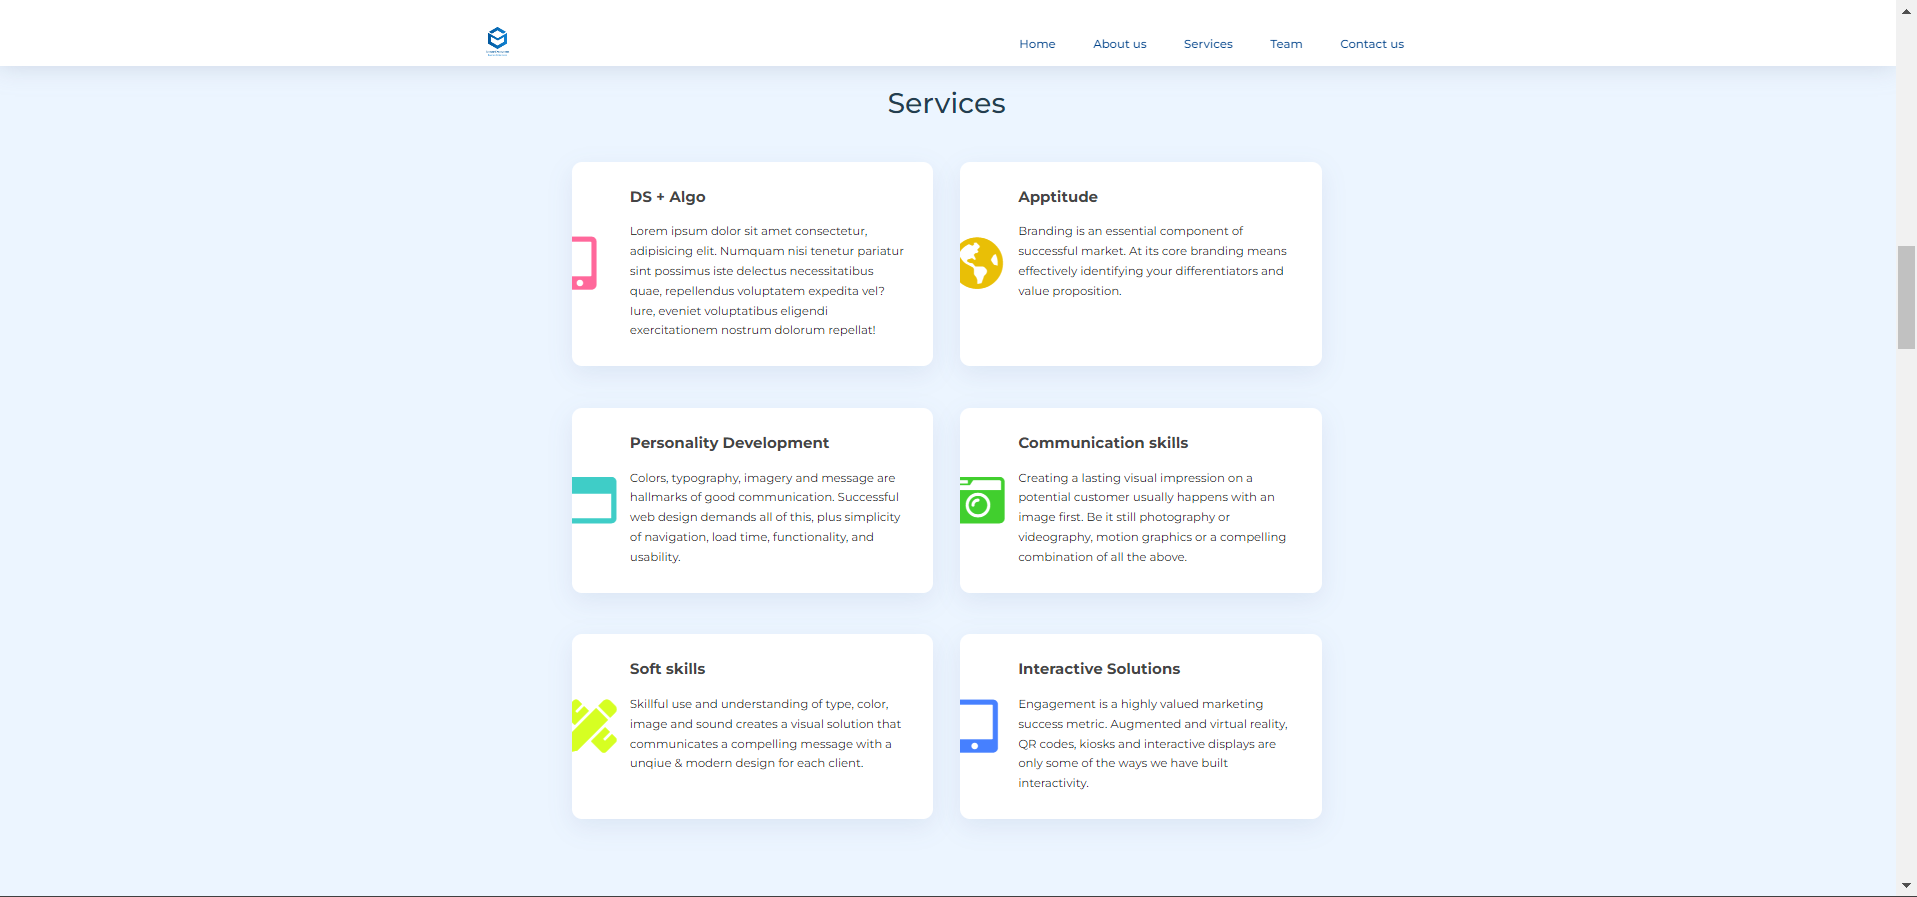 Home About us Services Team Contact us
Services
DS + Algo
Lorem ipsum dolor sit amet consectetur,
adipisicing elit. Numquam nisi tenetur pariatur
sint possimus iste delectus necessitatibus
quae, repellendus voluptatem expedita vel?
Iure, eveniet voluptatibus eligendi
exercitationem nostrum dolorum repellat!
Apptitude
Branding is an essential component of
successful market. At its core branding means
effectively identifying your differentiators and
value proposition.
Personality Development
Colors, typography, imagery and message are
hallmarks of good communication. Successful
web design demands all of this, plus simplicity
of navigation, load time, functionality, and
usability.
Communication skills
Creating a lasting visual impression on a
potential customer usually happens with an
image first. Be it still photography or
videography, motion graphics or a compelling
combination of all the above.
Soft skills
Skillful use and understanding of type, color,
image and sound creates a visual solution that
communicates a compelling message with a
unqiue & modern design for each client.
Interactive Solutions
Engagement is a highly valued marketing
success metric. Augmented and virtual reality,
QR codes, kiosks and interactive displays are
only some of the ways we have built
interactivity.